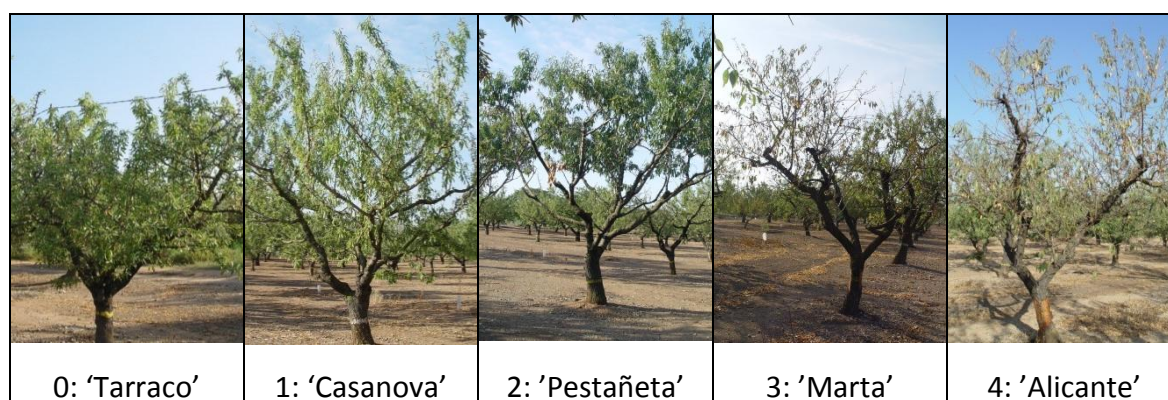 0: ‘Tarraco’
1: ‘Casanova’
2: ’Pestañeta’
3: ’Marta’
4: ’Alicante’